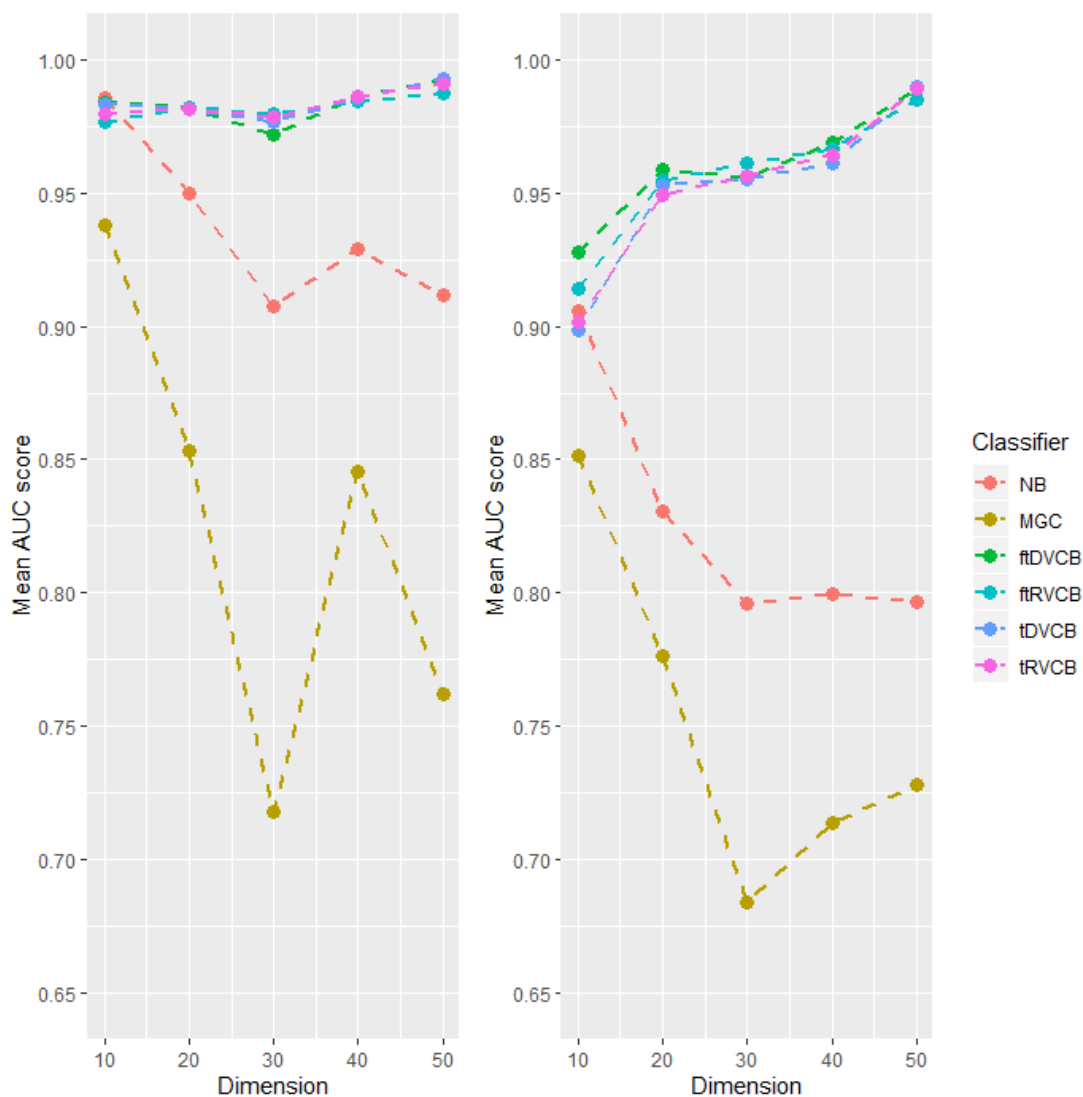 Mean AUC score
1.00
0.95
0.90
0.85
0.80
0.75
0.70
0.65
10 20 30 40 50
Dimension
Mean AUC score
1.00
0.95
0.90
0.85
0.80
0.75
0.70
0.65
10 20 30 40 50
Dimension
Classifier
NB
MGC
ftDVCB
ftRVCB
tDVCB
tRVCB